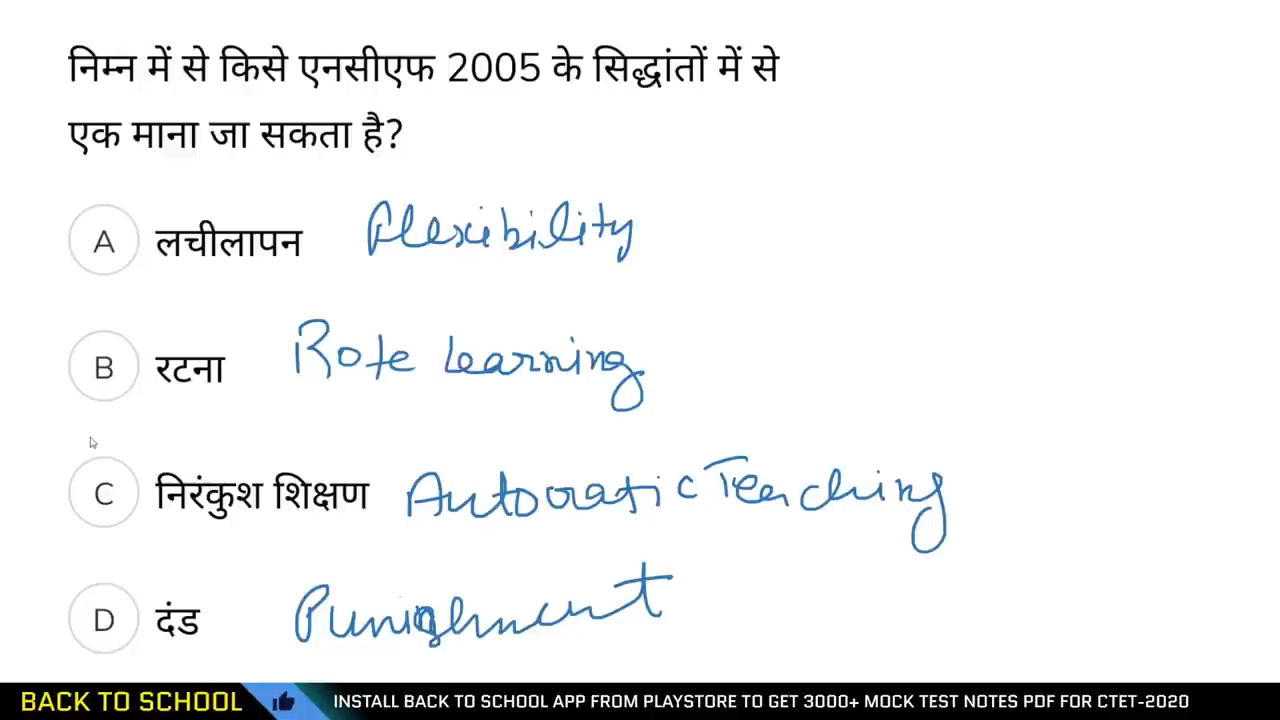 निम्न में से किसे एनसीएफ 2005 के सिद्धांतों में से
एक माना जा सकता है?
A लचीलापन Flexibility
B रटना Rote Learning
C निरंकुश शिक्षण Autocratic Teaching
D दंड Punishment
BACK TO SCHOOL INSTALL BACK TO SCHOOL APP FROM PLAYSTORE TO GET 3000+ MOCK TEST NOTES PDF FOR CTET-2020